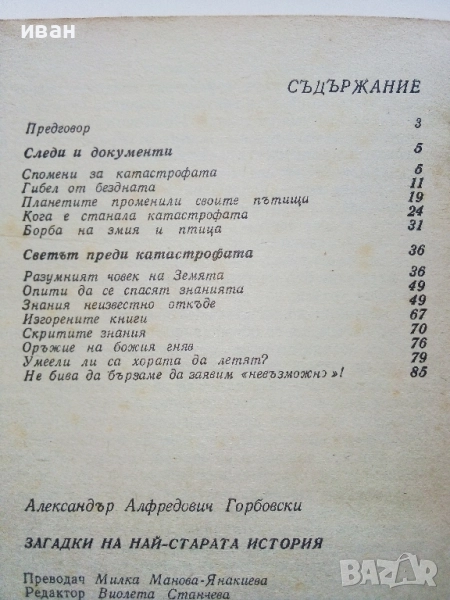 иван
СЪДЪРЖАНИЕ
Предговор 3
Следи и документи 5
Спомени за катастрофата 5
Гибел от бездната 11
Планетите променили своите пътища 19
Кога е станала катастрофата 24
Борба на змия и птица 31
Светът преди катастрофата 36
Разумният човек на Земята 36
Опити да се спасят знанията 49
Знания неизвестно откъде 49
Изгорените книги 67
Скритите знания 70
Оръжие на божия гняв 76
Умеели ли са хората да летят? 79
Не бива да бързаме да заявим «невъзможно»! 85
Александър Алфредович Горбовски
ЗАГАДКИ НА НАЙ-СТАРАТА ИСТОРИЯ
Преводач Милка Манова-Янакиева
Редактор Виолета Станчева
BAZAR.bg